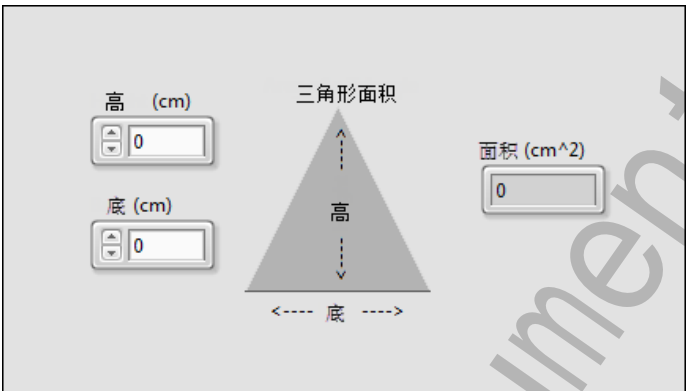 三角形面积
高 (cm)
0
面积 (cm^2)
0
底 (cm)
0
高
<---- 底 ---->